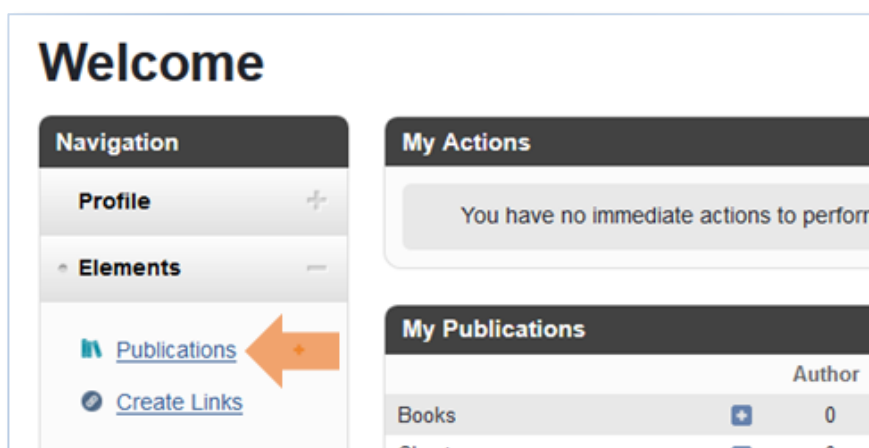 Welcome
Navigation
Profile
Elements
Publications
Create Links
My Actions
You have no immediate actions to perform
My Publications
Author
Books 0